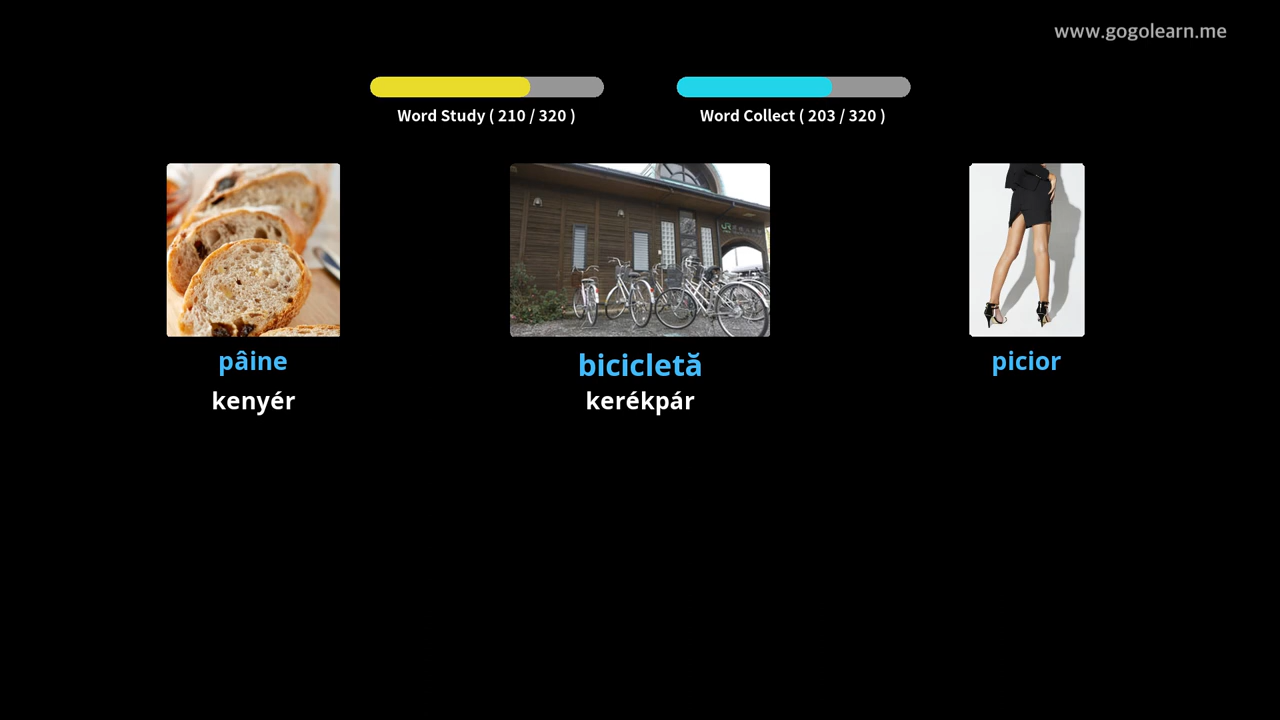 www.gogolearn.me
Word Study ( 210 / 320 )
Word Collect ( 203 / 320 )
pâine
bicicletă
picior
kenyér
kerékpár